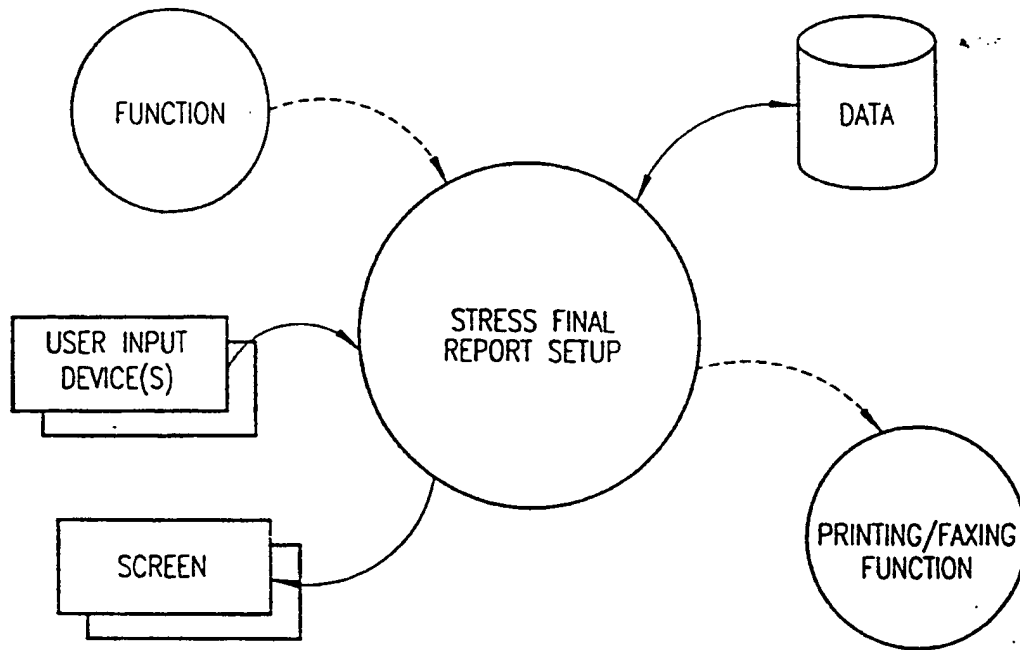 FUNCTION
DATA
STRESS FINAL
REPORT SETUP
USER INPUT
DEVICE(S)
SCREEN
PRINTING/FAXING
FUNCTION